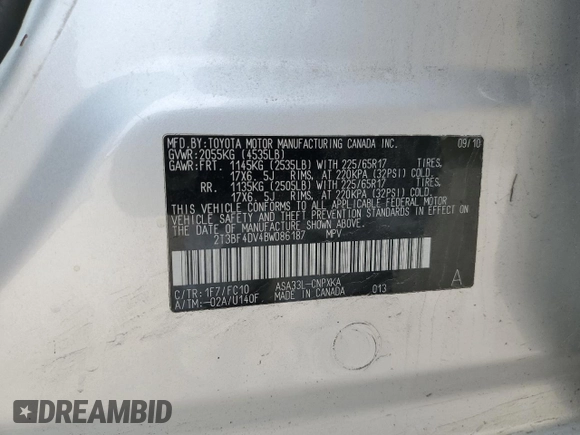 MFD.BY:TOYOTA MOTOR MANUFACTURING CANADA INC. 09/10
GVWR:2055KG (4535LB)
GAWR:FRT. 1145KG (2535LB) WITH 225/65R17 TIRES.
17X6.5J RIMS. AT 220KPA (32PSI) COLD.
RR. 1135KG (2505LB) WITH 225/65R17 TIRES.
17X6.5J RIMS. AT 220KPA (32PSI) COLD.
THIS VEHICLE CONFORMS TO ALL APPLICABLE FEDERAL MOTOR
VEHICLE SAFETY AND THEFT PREVENTION STANDARDS IN EFFECT ON
THE DATE OF MANUFACTURE SHOWN ABOVE.
2T3BF4DV4BW086187 MPV
A
C/TR:1F7/FC10 ASA33L-CNPXKA
A/TM:-02A/U140F MADE IN CANADA 013
DREAMBID